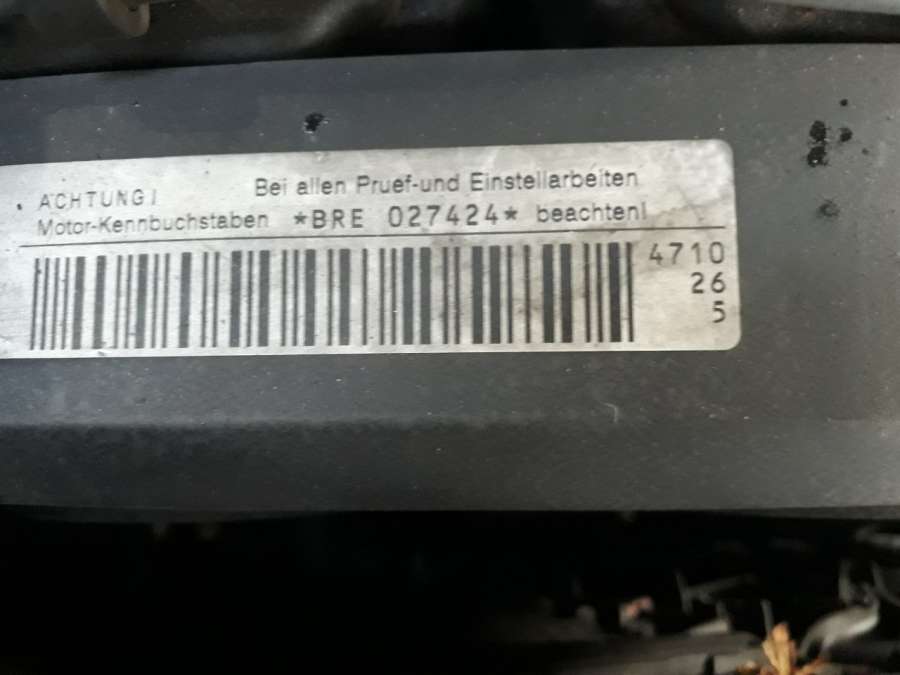 ACHTUNG! Bei allen Pruef-und Einstellarbeiten
Motor-Kennbuchstaben *BRE 027424* beachten!
4710
26
5